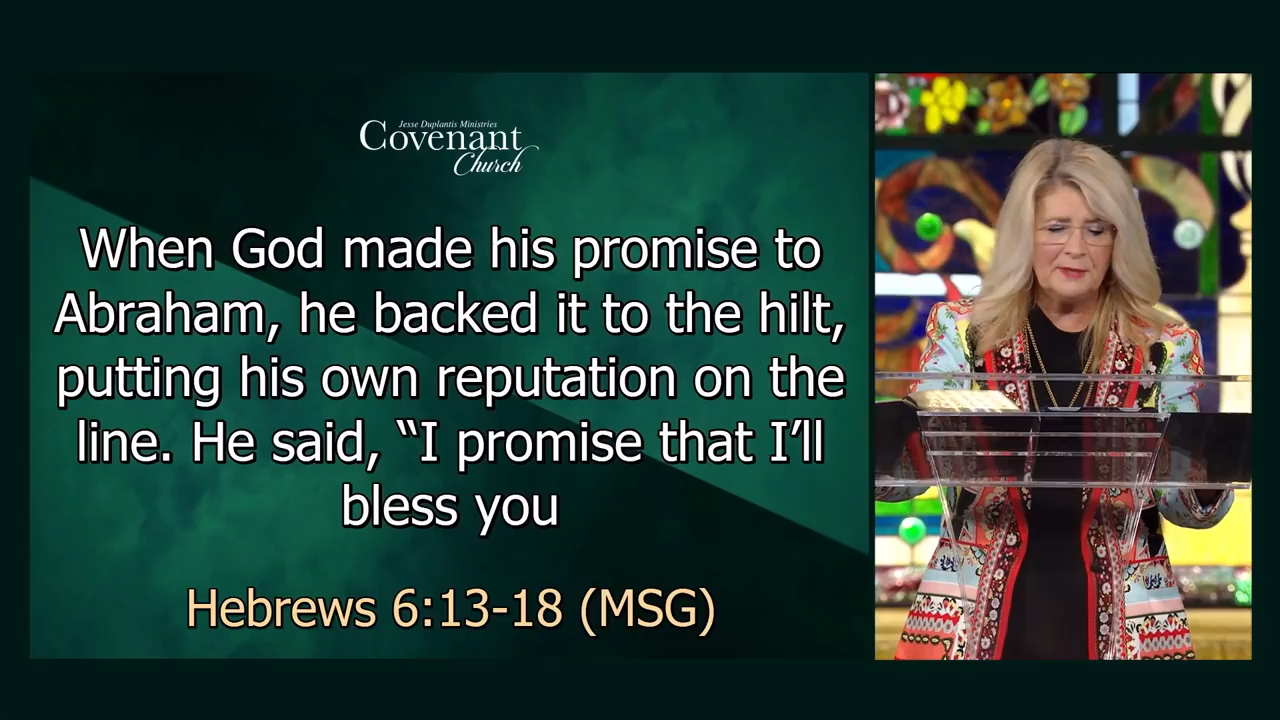 Jesse Duplantis Ministries
Covenant
Church
When God made his promise to
Abraham, he backed it to the hilt,
putting his own reputation on the
line. He said, “I promise that I’ll
bless you
Hebrews 6:13-18 (MSG)